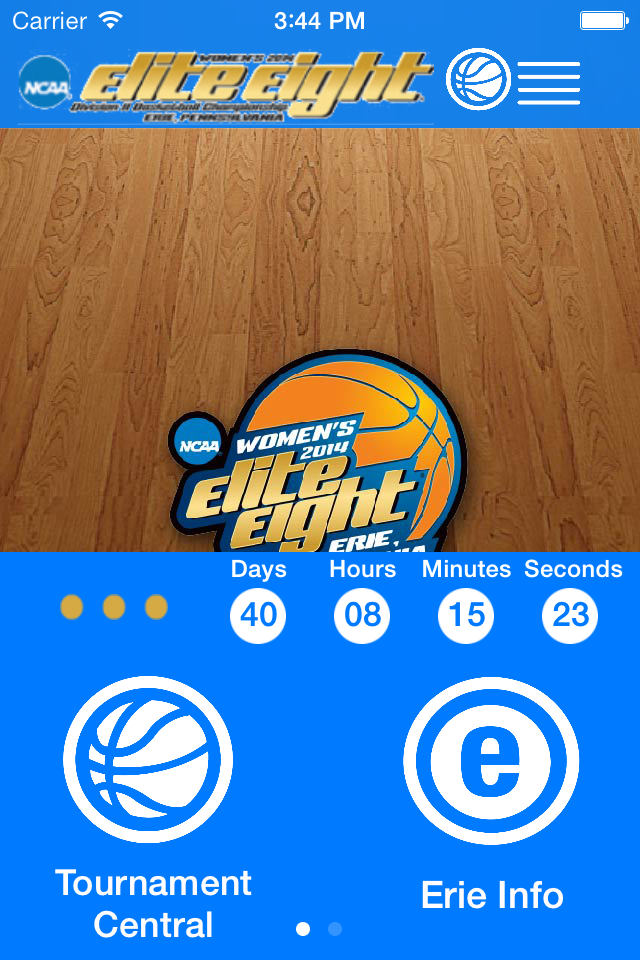 Carrier 3:44 PM
WOMEN'S 2014
NCAA elite eight
Division II Basketball Championship
ERIE, PENNSYLVANIA
NCAA WOMEN'S
2014
elite
eight
ERIE,
Days Hours Minutes Seconds
40 08 15 23
e
Tournament Erie Info
Central